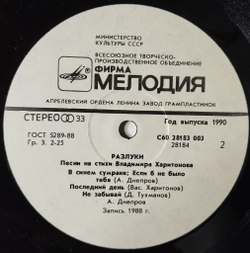 МИНИСТЕРСТВО
КУЛЬТУРЫ СССР
ВСЕСОЮЗНОЕ ТВОРЧЕСКО-
ПРОИЗВОДСТВЕННОЕ ОБЪЕДИНЕНИЕ
ФИРМА
МЕЛОДИЯ
АПРЕЛЕВСКИЙ ОРДЕНА ЛЕНИНА ЗАВОД ГРАМПЛАСТИНОК
СТЕРЕО 33
Год выпуска 1990
ГОСТ 5289-88
С60 28183 003
Гр. 3. 2-25
28184
2
РАЗЛУКИ
Песни на стихи Владимира Харитонова
В синем сумраке; Если б не было
тебя (А. Днепров)
Последний день (Вас. Харитонов)
Не забывай (Д. Тухманов)
А. Днепров
Запись 1988 г.